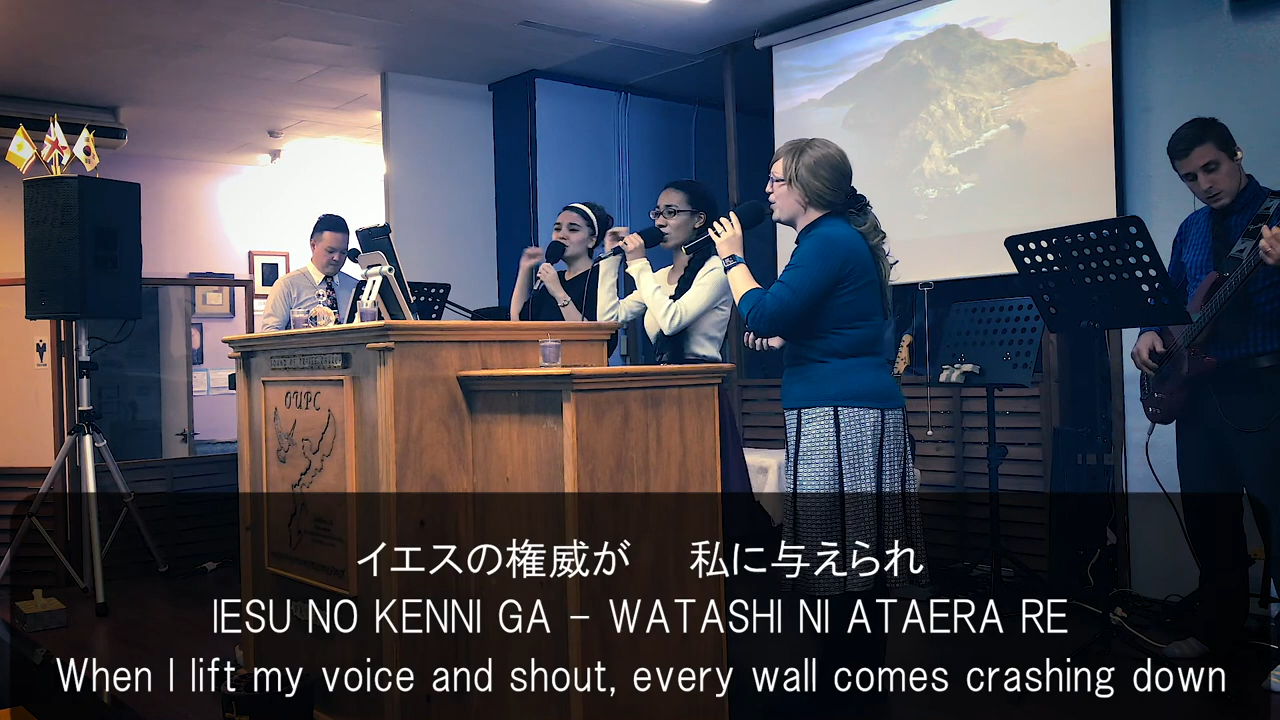 OUPC
イエスの権威が 私に与えられ
IESU NO KENNI GA – WATASHI NI ATAERA RE
When I lift my voice and shout, every wall comes crashing down